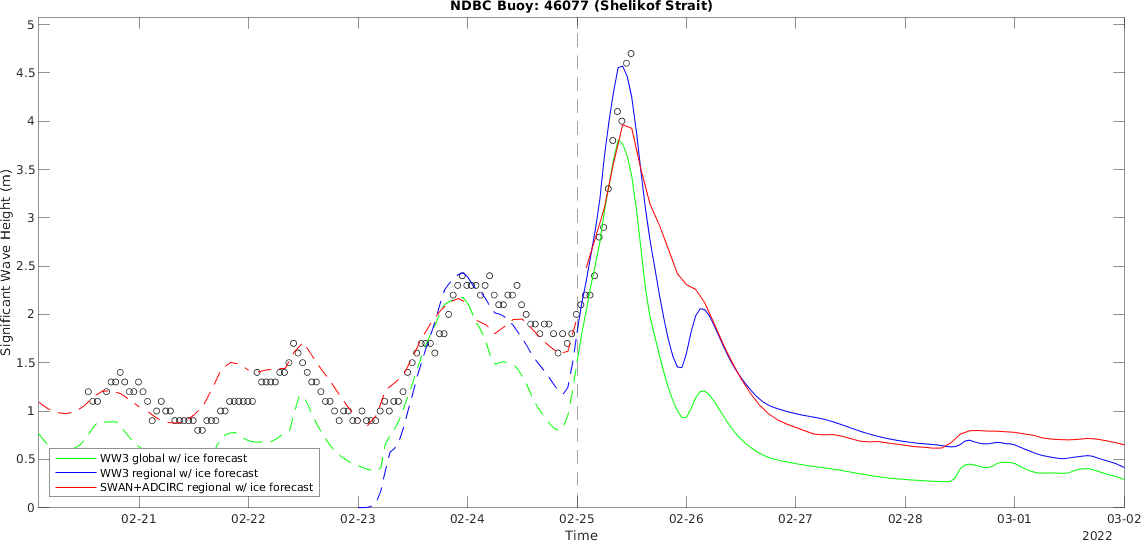 NDBC Buoy: 46077 (Shelikof Strait)
5
4.5
4
3.5
3
2.5
2
1.5
1
0.5
0
Significant Wave Height (m)
WW3 global w/ ice forecast
WW3 regional w/ ice forecast
SWAN+ADCIRC regional w/ ice forecast
02-21 02-22 02-23 02-24 02-25 02-26 02-27 02-28 03-01 03-02
Time
2022